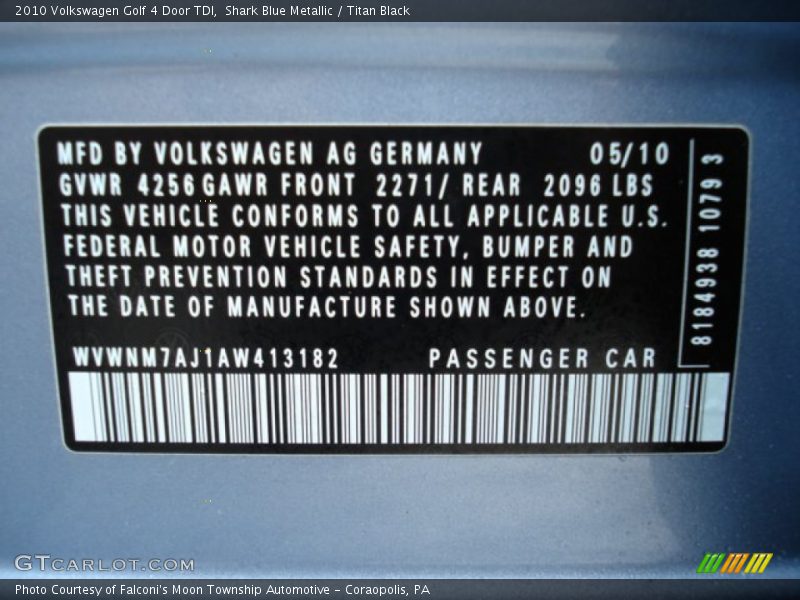 2010 Volkswagen Golf 4 Door TDI, Shark Blue Metallic / Titan Black
MFD BY VOLKSWAGEN AG GERMANY 05/10
GVWR 4256 GAWR FRONT 2271/ REAR 2096 LBS
THIS VEHICLE CONFORMS TO ALL APPLICABLE U.S.
FEDERAL MOTOR VEHICLE SAFETY, BUMPER AND
THEFT PREVENTION STANDARDS IN EFFECT ON
THE DATE OF MANUFACTURE SHOWN ABOVE.
8184938 1079 3
WVWNM7AJ1AW413182 PASSENGER CAR
GTCARLOT.COM
Photo Courtesy of Falconi's Moon Township Automotive - Coraopolis, PA